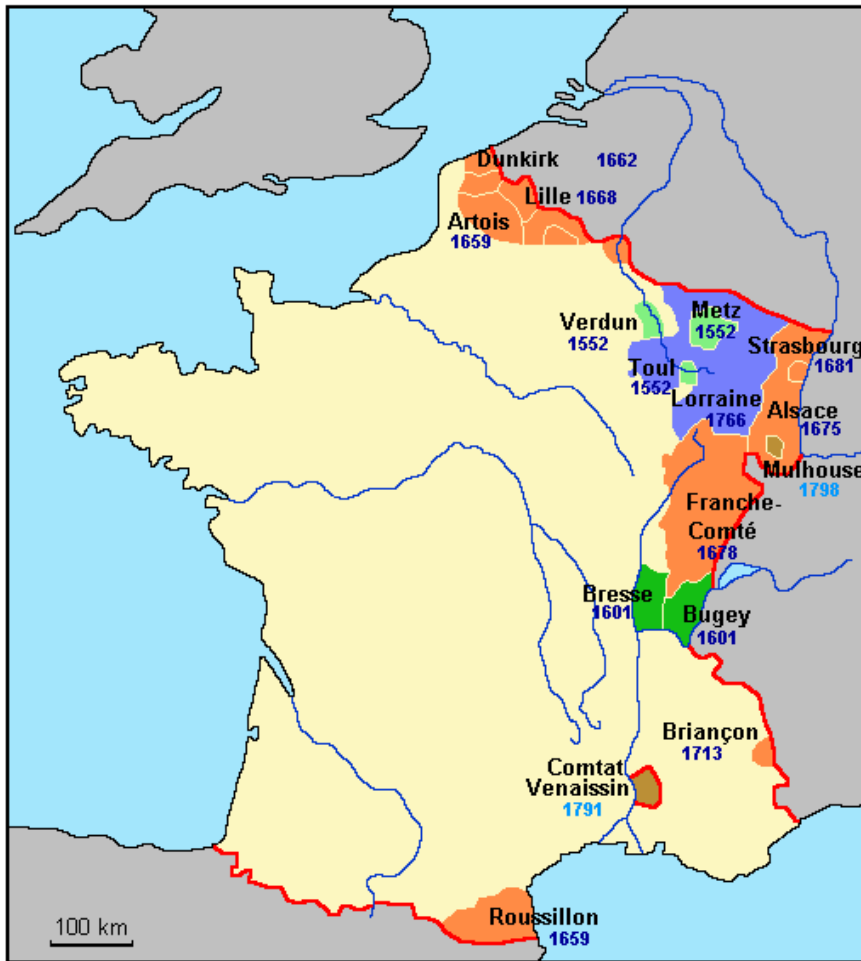 Dunkirk
1662
Lille 1668
Artois
1659
Verdun
1552
Metz
1552
Toul
1552
Strasbourg
1681
Lorraine
1766
Alsace
1675
Mulhouse
1798
Franche-
Comté
1678
Bresse
1601
Bugey
1601
Briançon
1713
Comtat
Venaissin
1791
Roussillon
1659
100 km